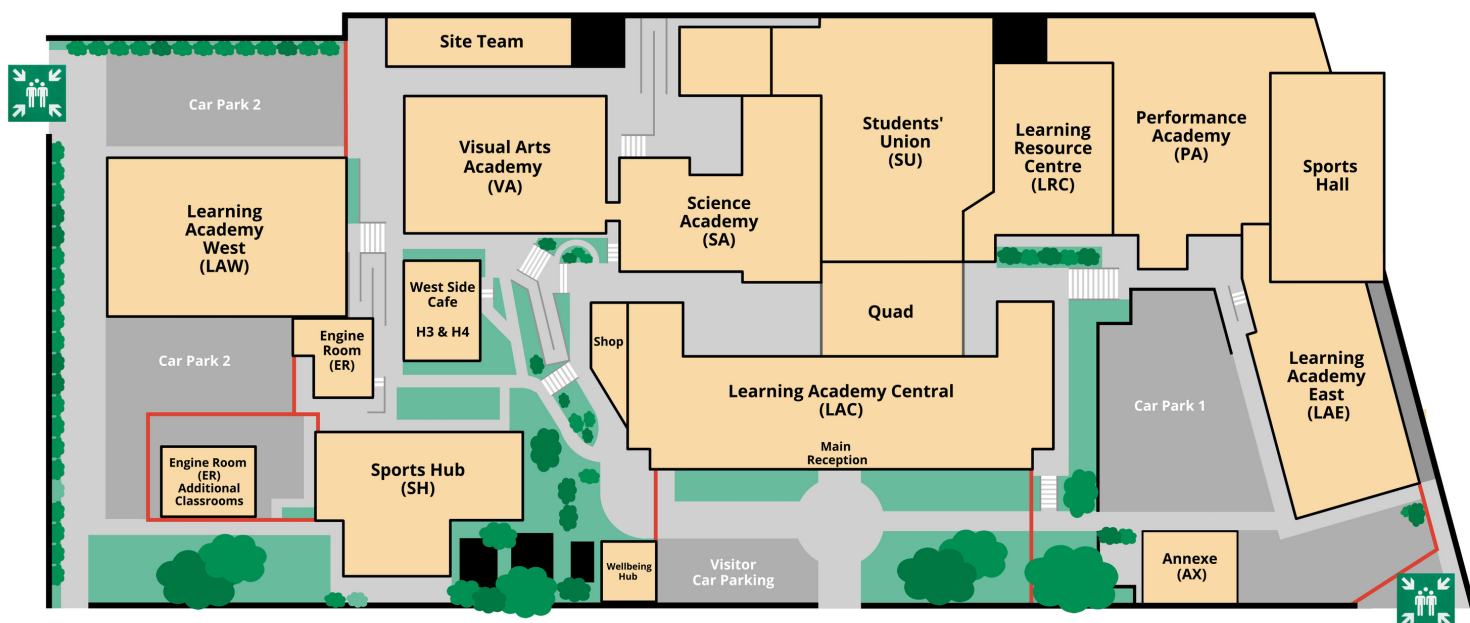 Site Team
Car Park 2
Visual Arts
Academy
(VA)
Students'
Union
(SU)
Learning
Resource
Centre
(LRC)
Performance
Academy
(PA)
Sports
Hall
Learning
Academy
West
(LAW)
Science
Academy
(SA)
West Side
Cafe
H3 & H4
Quad
Engine
Room
(ER)
Shop
Car Park 2
Learning Academy Central
(LAC)
Main
Reception
Car Park 1
Learning
Academy
East
(LAE)
Engine Room
(ER)
Additional
Classrooms
Sports Hub
(SH)
Wellbeing
Hub
Visitor
Car Parking
Annexe
(AX)